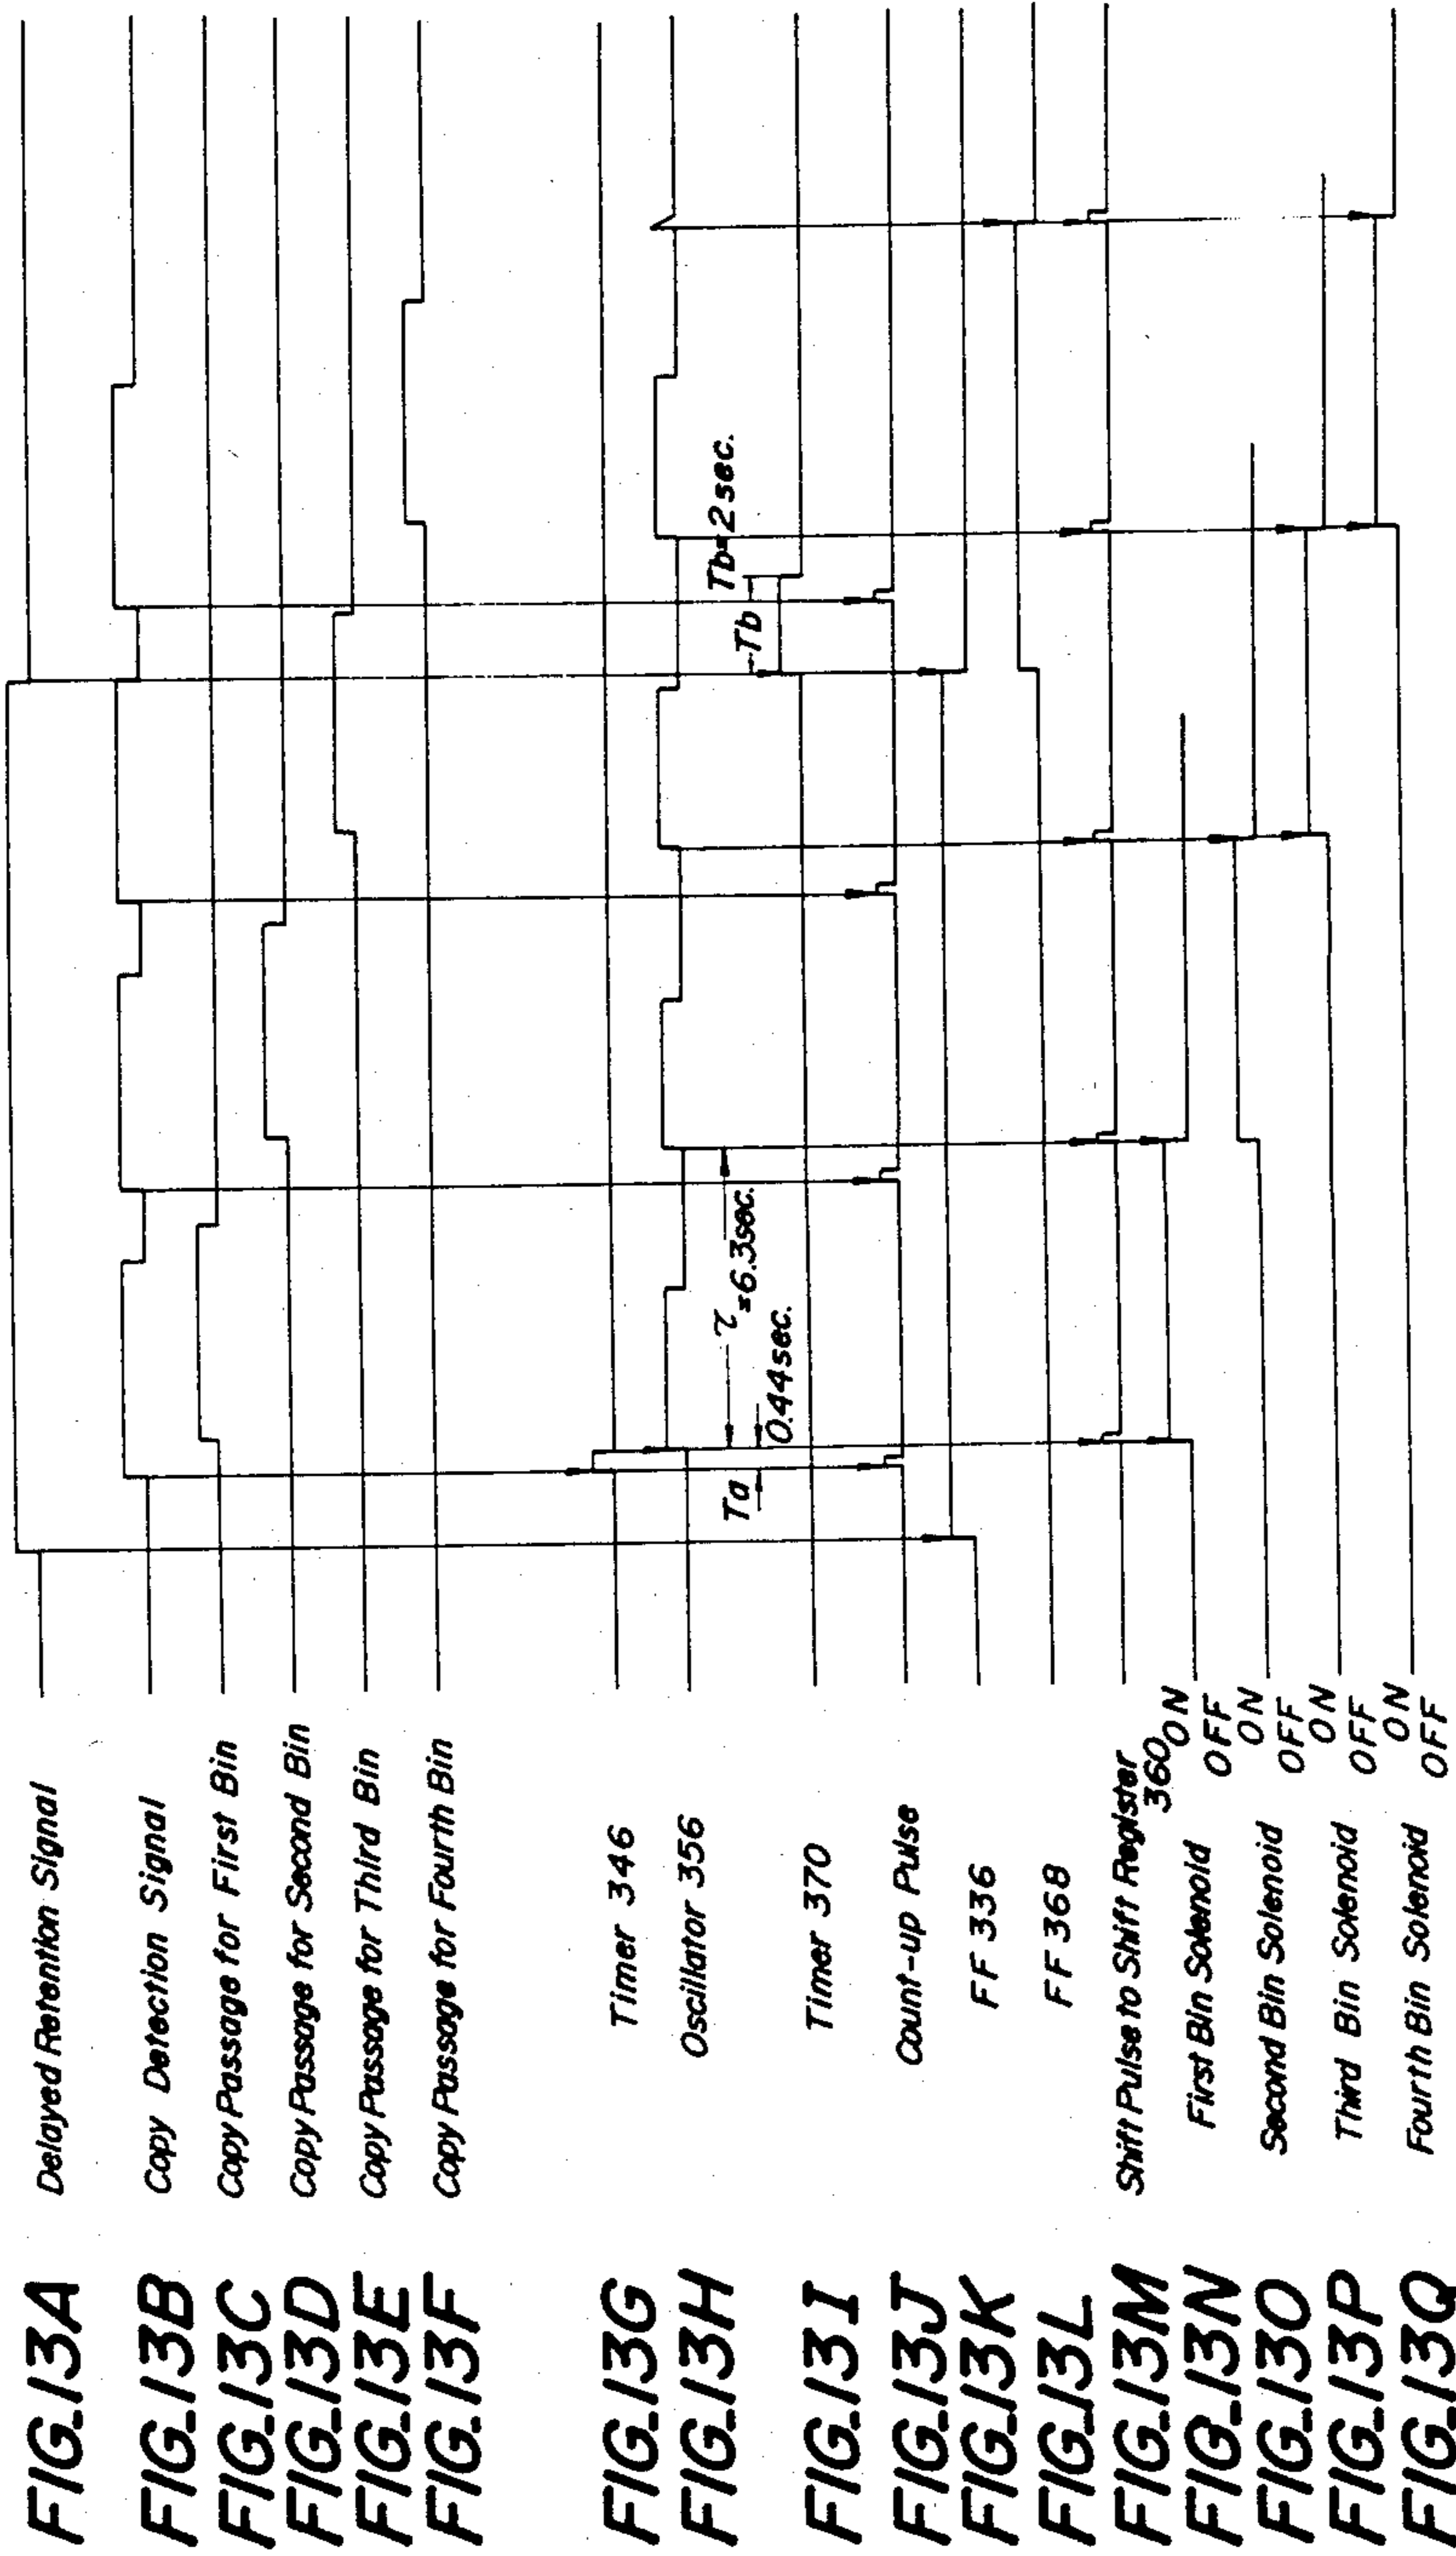 FIG.13A Delayed Retention Signal
FIG.13B Copy Detection Signal
FIG.13C Copy Passage for First Bin
FIG.13D Copy Passage for Second Bin
FIG.13E Copy Passage for Third Bin
FIG.13F Copy Passage for Fourth Bin
FIG.13G Timer 346
FIG.13H Oscillator 356
Ta
0.44sec.
τ
=6.3sec.
Tb
Tb=2sec.
FIG.13I Timer 370
FIG.13J Count-up Pulse
FIG.13K FF 336
FIG.13L FF 368
FIG.13M Shift Pulse to Shift Register
360
FIG.13N First Bin Solenoid ON
OFF
FIG.13O Second Bin Solenoid ON
OFF
FIG.13P Third Bin Solenoid ON
OFF
FIG.13Q Fourth Bin Solenoid ON
OFF